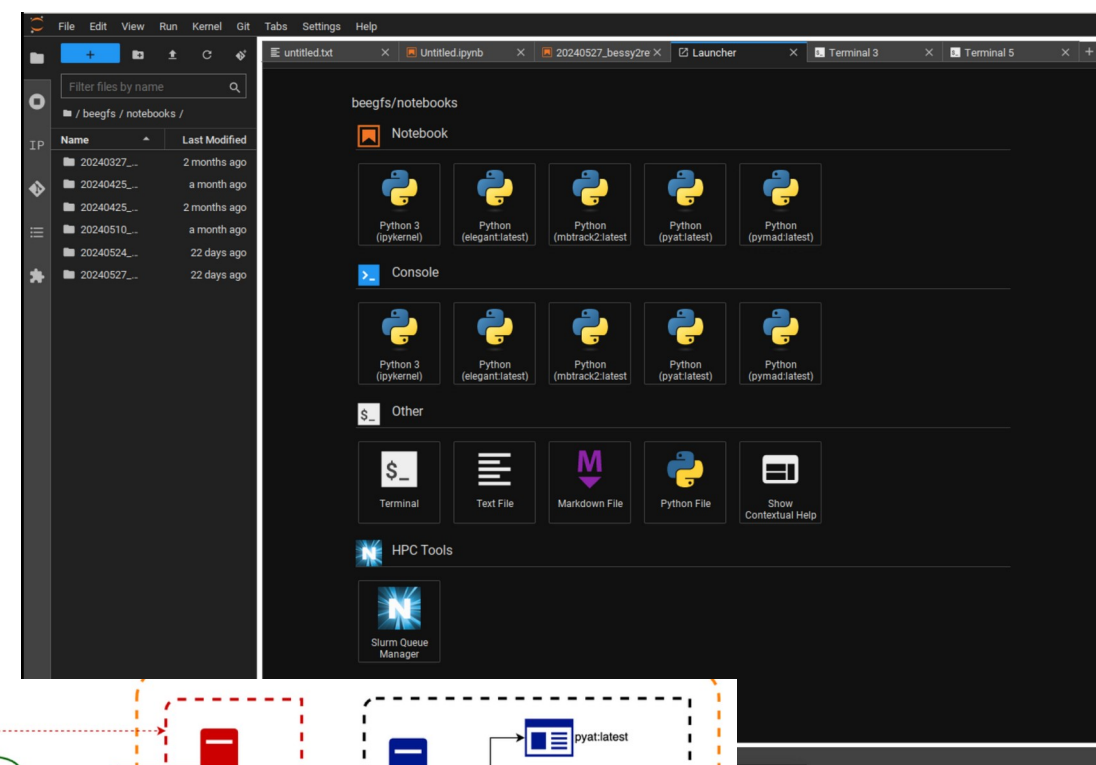 File Edit View Run Kernel Git Tabs Settings Help
untitled.txt Untitled.ipynb 20240527_bessy2re Launcher Terminal 3 Terminal 5
+
Filter files by name
/ beegfs / notebooks /
IP
Name Last Modified
20240327_... 2 months ago
20240425_... a month ago
20240425_... 2 months ago
20240510_... a month ago
20240524_... 22 days ago
20240527_... 22 days ago
beegfs/notebooks
Notebook
Python 3 Python Python Python Python
(ipykernel) (elegant:latest) (mbtrack2:latest (pyat:latest) (pymad:latest)
Console
Python 3 Python Python Python Python
(ipykernel) (elegant:latest) (mbtrack2:latest (pyat:latest) (pymad:latest)
$_ Other
$_ M
Terminal Text File Markdown File Python File Show
Contextual Help
N HPC Tools
N
Slurm Queue
Manager
pyat:latest